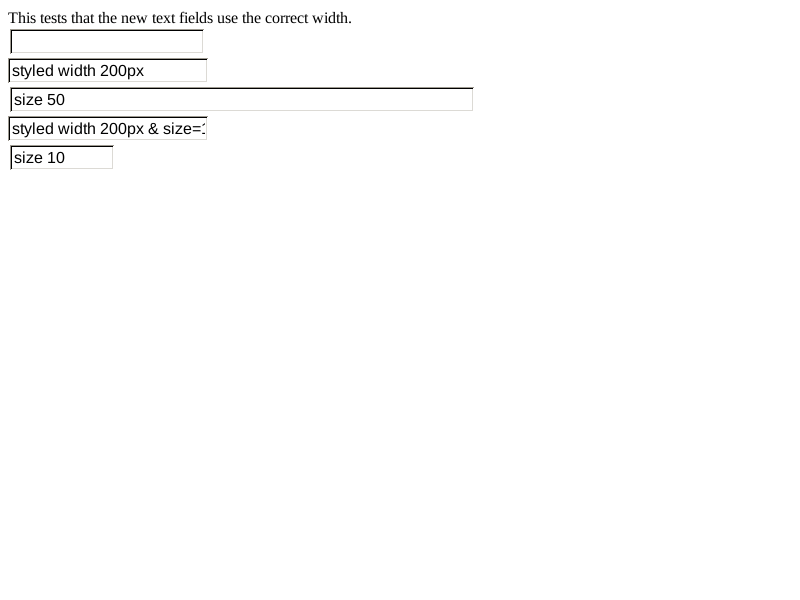 This tests that the new text fields use the correct width.
styled width 200px
size 50
styled width 200px & size=
size 10